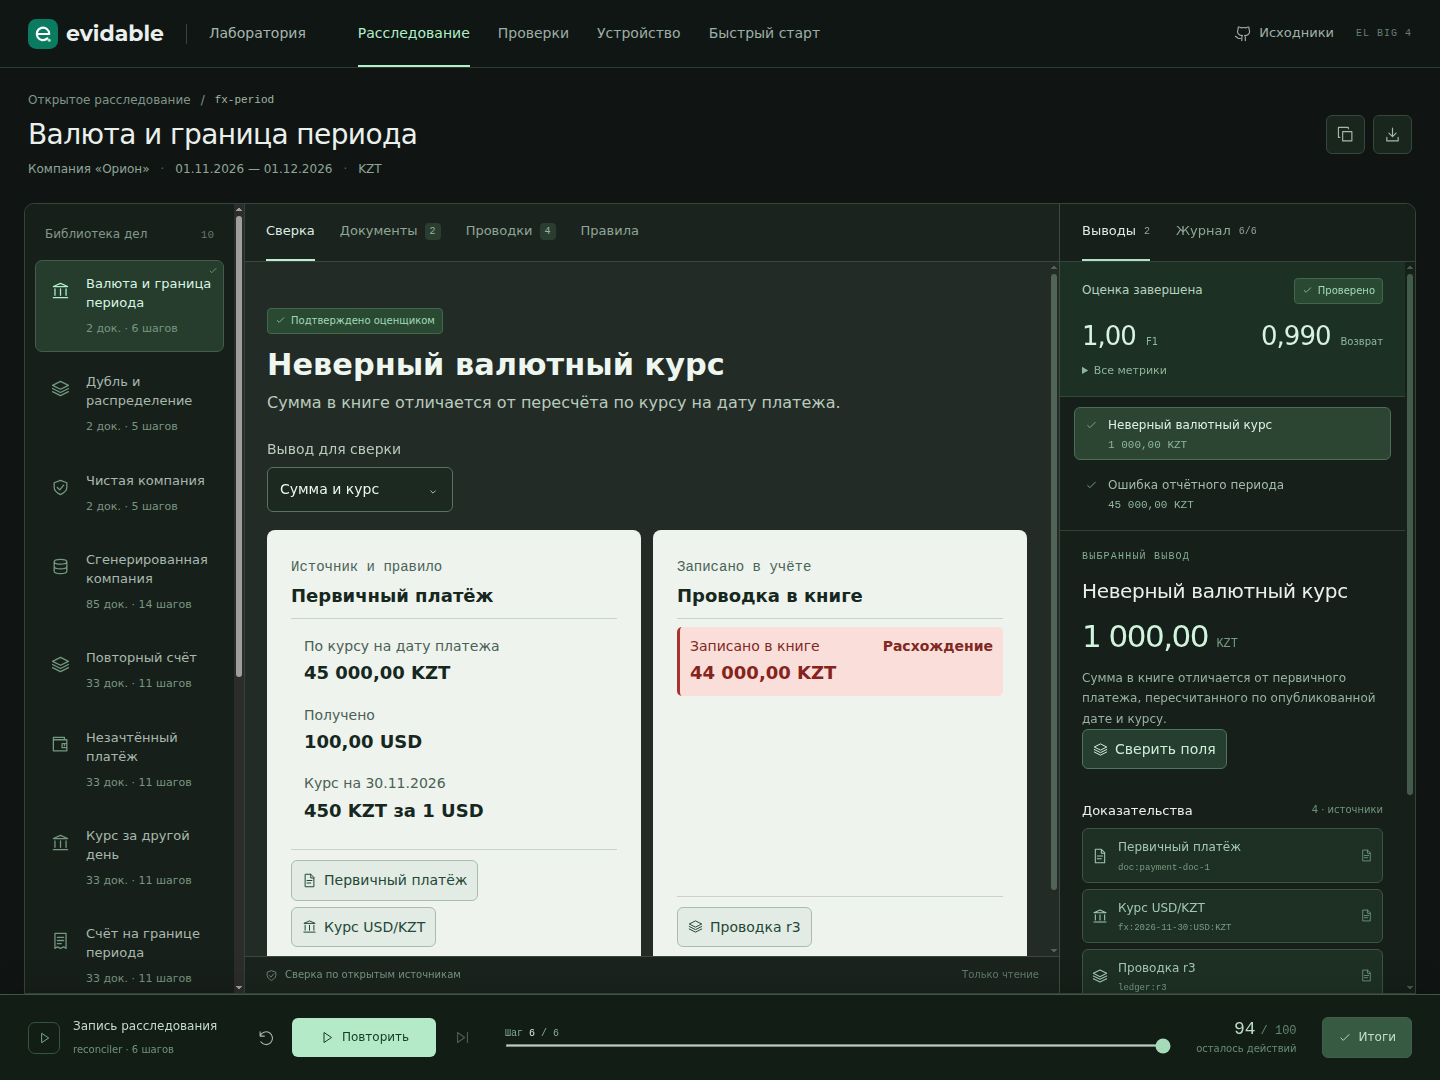 evidable
Лаборатория
Расследование
Проверки
Устройство
Быстрый старт
Исходники
EL BIG 4
Открытое расследование / fx-period
Валюта и граница периода
Компания «Орион» · 01.11.2026 — 01.12.2026 · KZT
Библиотека дел 10
Валюта и граница
периода
2 док. · 6 шагов
Дубль и
распределение
2 док. · 5 шагов
Чистая компания
2 док. · 5 шагов
Сгенерированная
компания
85 док. · 14 шагов
Повторный счёт
33 док. · 11 шагов
Незачтённый
платёж
33 док. · 11 шагов
Курс за другой
день
33 док. · 11 шагов
Счёт на границе
периода
33 док. · 11 шагов
Сверка
Документы 2
Проводки 4
Правила
Подтверждено оценщиком
Неверный валютный курс
Сумма в книге отличается от пересчёта по курсу на дату платежа.
Вывод для сверки
Сумма и курс
Источник и правило
Первичный платёж
По курсу на дату платежа
45 000,00 KZT
Получено
100,00 USD
Курс на 30.11.2026
450 KZT за 1 USD
Первичный платёж
Курс USD/KZT
Записано в учёте
Проводка в книге
Записано в книге Расхождение
44 000,00 KZT
Проводка r3
Сверка по открытым источникам
Только чтение
Выводы 2
Журнал 6/6
Оценка завершена
Проверено
1,00 F1
0,990 Возврат
Все метрики
Неверный валютный курс
1 000,00 KZT
Ошибка отчётного периода
45 000,00 KZT
ВЫБРАННЫЙ ВЫВОД
Неверный валютный курс
1 000,00 KZT
Сумма в книге отличается от первичного
платежа, пересчитанного по опубликованной
дате и курсу.
Сверить поля
Доказательства 4 · источники
Первичный платёж
doc:payment-doc-1
Курс USD/KZT
fx:2026-11-30:USD:KZT
Проводка r3
ledger:r3
Запись расследования
reconciler · 6 шагов
Повторить
Шаг 6 / 6
94 / 100
осталось действий
Итоги